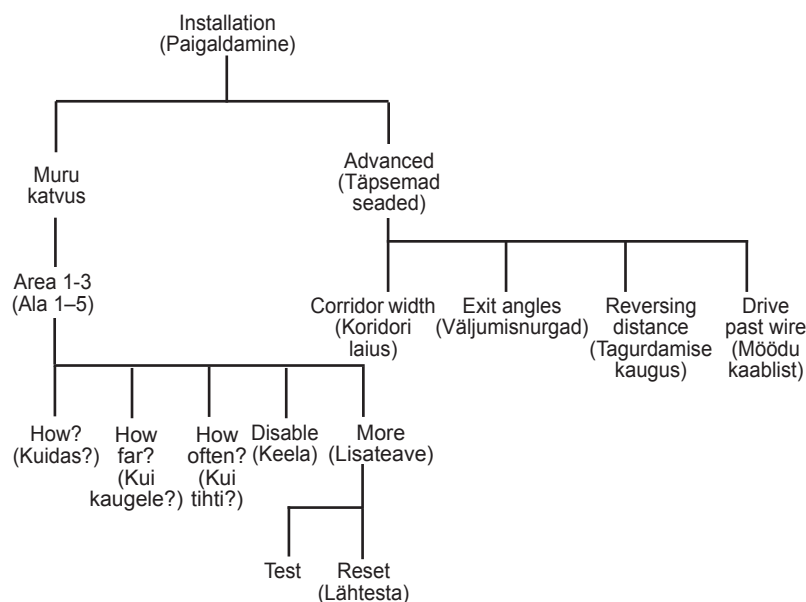 Installation
(Paigaldamine)
Muru
katvus
Advanced
(Täpsemad
seaded)
Area 1-3
(Ala 1–5)
Corridor width
(Koridori
laius)
Exit angles
(Väljumisnurgad)
Reversing
distance
(Tagurdamise
kaugus)
Drive
past wire
(Möödu
kaablist)
How?
(Kuidas?)
How
far?
(Kui
kaugele?)
How
often?
(Kui
tihti?)
Disable
(Keela)
More
(Lisateave)
Test
Reset
(Lähtesta)